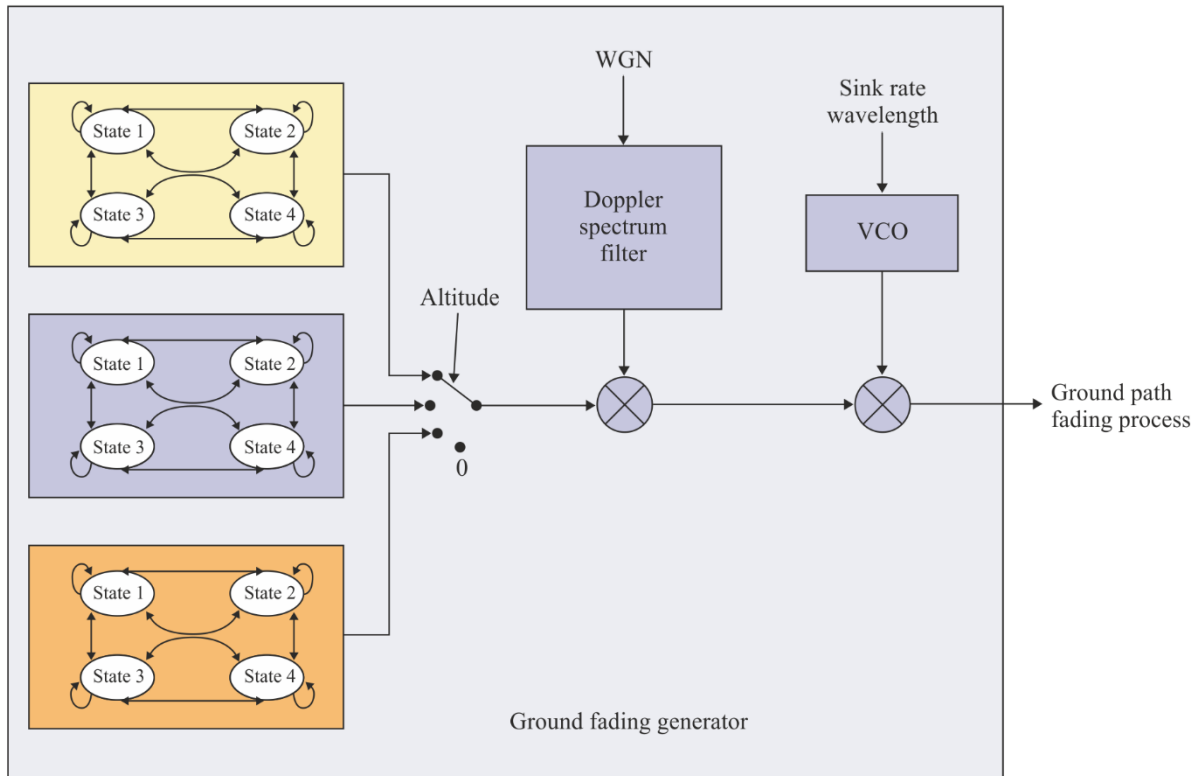 WGN
Sink rate
wavelength
State 1
State 2
State 3
State 4
Doppler
spectrum
filter
VCO
Altitude
State 1
State 2
State 3
State 4
0
Ground path
fading process
State 1
State 2
State 3
State 4
Ground fading generator